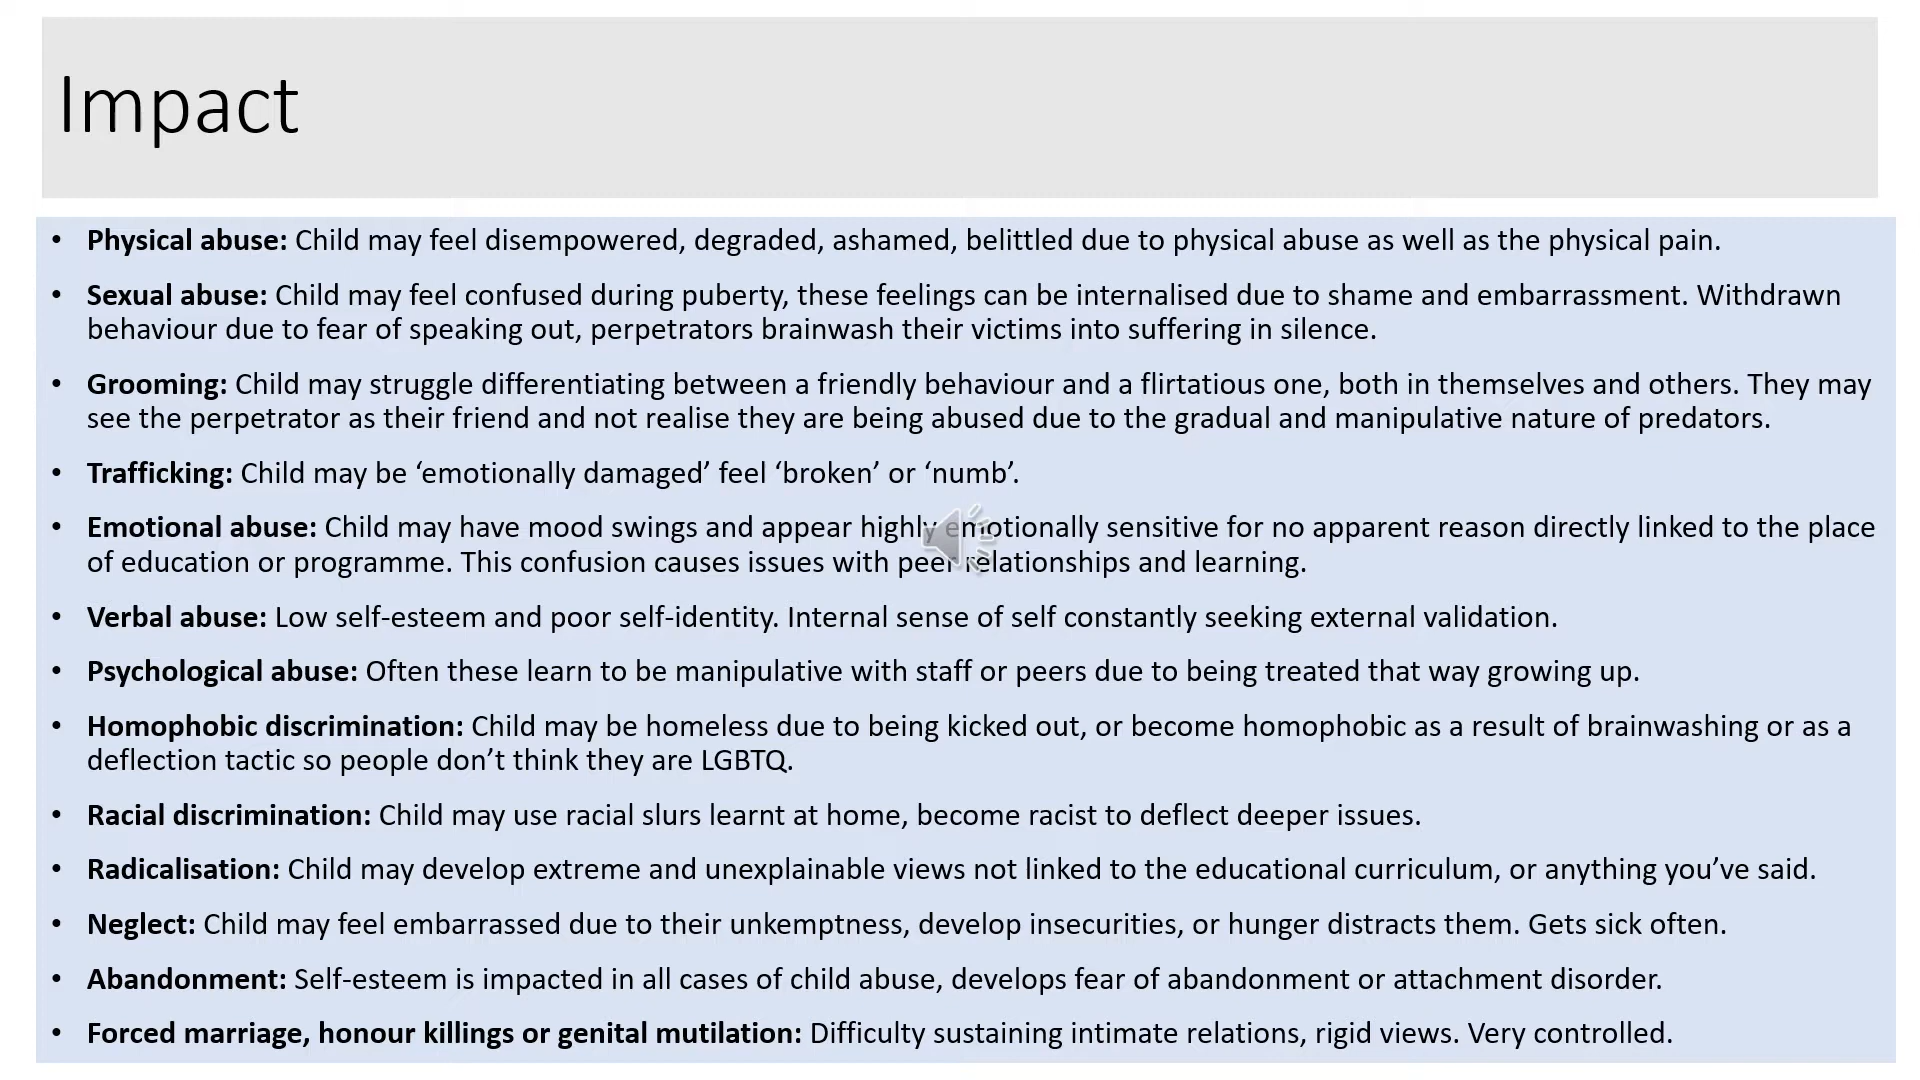 Impact
• Physical abuse: Child may feel disempowered, degraded, ashamed, belittled due to physical abuse as well as the physical pain.
• Sexual abuse: Child may feel confused during puberty, these feelings can be internalised due to shame and embarrassment. Withdrawn
behaviour due to fear of speaking out, perpetrators brainwash their victims into suffering in silence.
• Grooming: Child may struggle differentiating between a friendly behaviour and a flirtatious one, both in themselves and others. They may
see the perpetrator as their friend and not realise they are being abused due to the gradual and manipulative nature of predators.
• Trafficking: Child may be ‘emotionally damaged’ feel ‘broken’ or ‘numb’.
• Emotional abuse: Child may have mood swings and appear highly emotionally sensitive for no apparent reason directly linked to the place
of education or programme. This confusion causes issues with peer relationships and learning.
• Verbal abuse: Low self-esteem and poor self-identity. Internal sense of self constantly seeking external validation.
• Psychological abuse: Often these learn to be manipulative with staff or peers due to being treated that way growing up.
• Homophobic discrimination: Child may be homeless due to being kicked out, or become homophobic as a result of brainwashing or as a
deflection tactic so people don’t think they are LGBTQ.
• Racial discrimination: Child may use racial slurs learnt at home, become racist to deflect deeper issues.
• Radicalisation: Child may develop extreme and unexplainable views not linked to the educational curriculum, or anything you’ve said.
• Neglect: Child may feel embarrassed due to their unkemptness, develop insecurities, or hunger distracts them. Gets sick often.
• Abandonment: Self-esteem is impacted in all cases of child abuse, develops fear of abandonment or attachment disorder.
• Forced marriage, honour killings or genital mutilation: Difficulty sustaining intimate relations, rigid views. Very controlled.